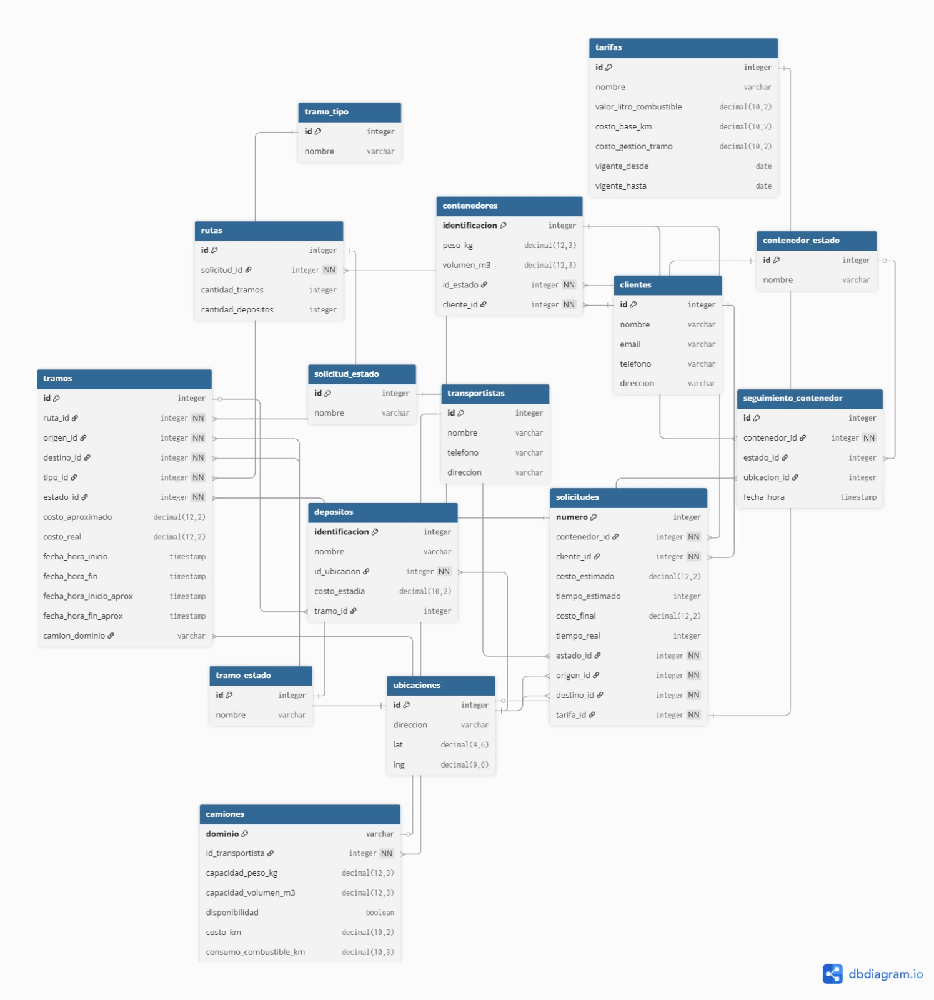 tarifas
id integer
nombre varchar
valor_litro_combustible decimal(10,2)
costo_base_km decimal(10,2)
costo_gestion_tramo decimal(10,2)
vigente_desde date
vigente_hasta date
tramo_tipo
id integer
nombre varchar
contenedores
identificacion integer
peso_kg decimal(12,3)
volumen_m3 decimal(12,3)
id_estado integer NN
cliente_id integer NN
rutas
id integer
solicitud_id integer NN
cantidad_tramos integer
cantidad_depositos integer
contenedor_estado
id integer
nombre varchar
clientes
id integer
nombre varchar
email varchar
telefono varchar
direccion varchar
tramos
id integer
ruta_id integer NN
origen_id integer NN
destino_id integer NN
tipo_id integer NN
estado_id integer NN
costo_aproximado decimal(12,2)
costo_real decimal(12,2)
fecha_hora_inicio timestamp
fecha_hora_fin timestamp
fecha_hora_inicio_aprox timestamp
fecha_hora_fin_aprox timestamp
camion_dominio varchar
solicitud_estado
id integer
nombre varchar
transportistas
id integer
nombre varchar
telefono varchar
direccion varchar
seguimiento_contenedor
id integer
contenedor_id integer NN
estado_id integer
ubicacion_id integer
fecha_hora timestamp
depositos
identificacion integer
nombre varchar
id_ubicacion integer NN
costo_estadia decimal(10,2)
tramo_id integer
solicitudes
numero integer
contenedor_id integer NN
cliente_id integer NN
costo_estimado decimal(12,2)
tiempo_estimado integer
costo_final decimal(12,2)
tiempo_real integer
estado_id integer NN
origen_id integer NN
destino_id integer NN
tarifa_id integer NN
tramo_estado
id integer
nombre varchar
ubicaciones
id integer
direccion varchar
lat decimal(9,6)
lng decimal(9,6)
camiones
dominio varchar
id_transportista integer NN
capacidad_peso_kg decimal(12,3)
capacidad_volumen_m3 decimal(12,3)
disponibilidad boolean
costo_km decimal(10,2)
consumo_combustible_km decimal(10,3)
dbdiagram.io